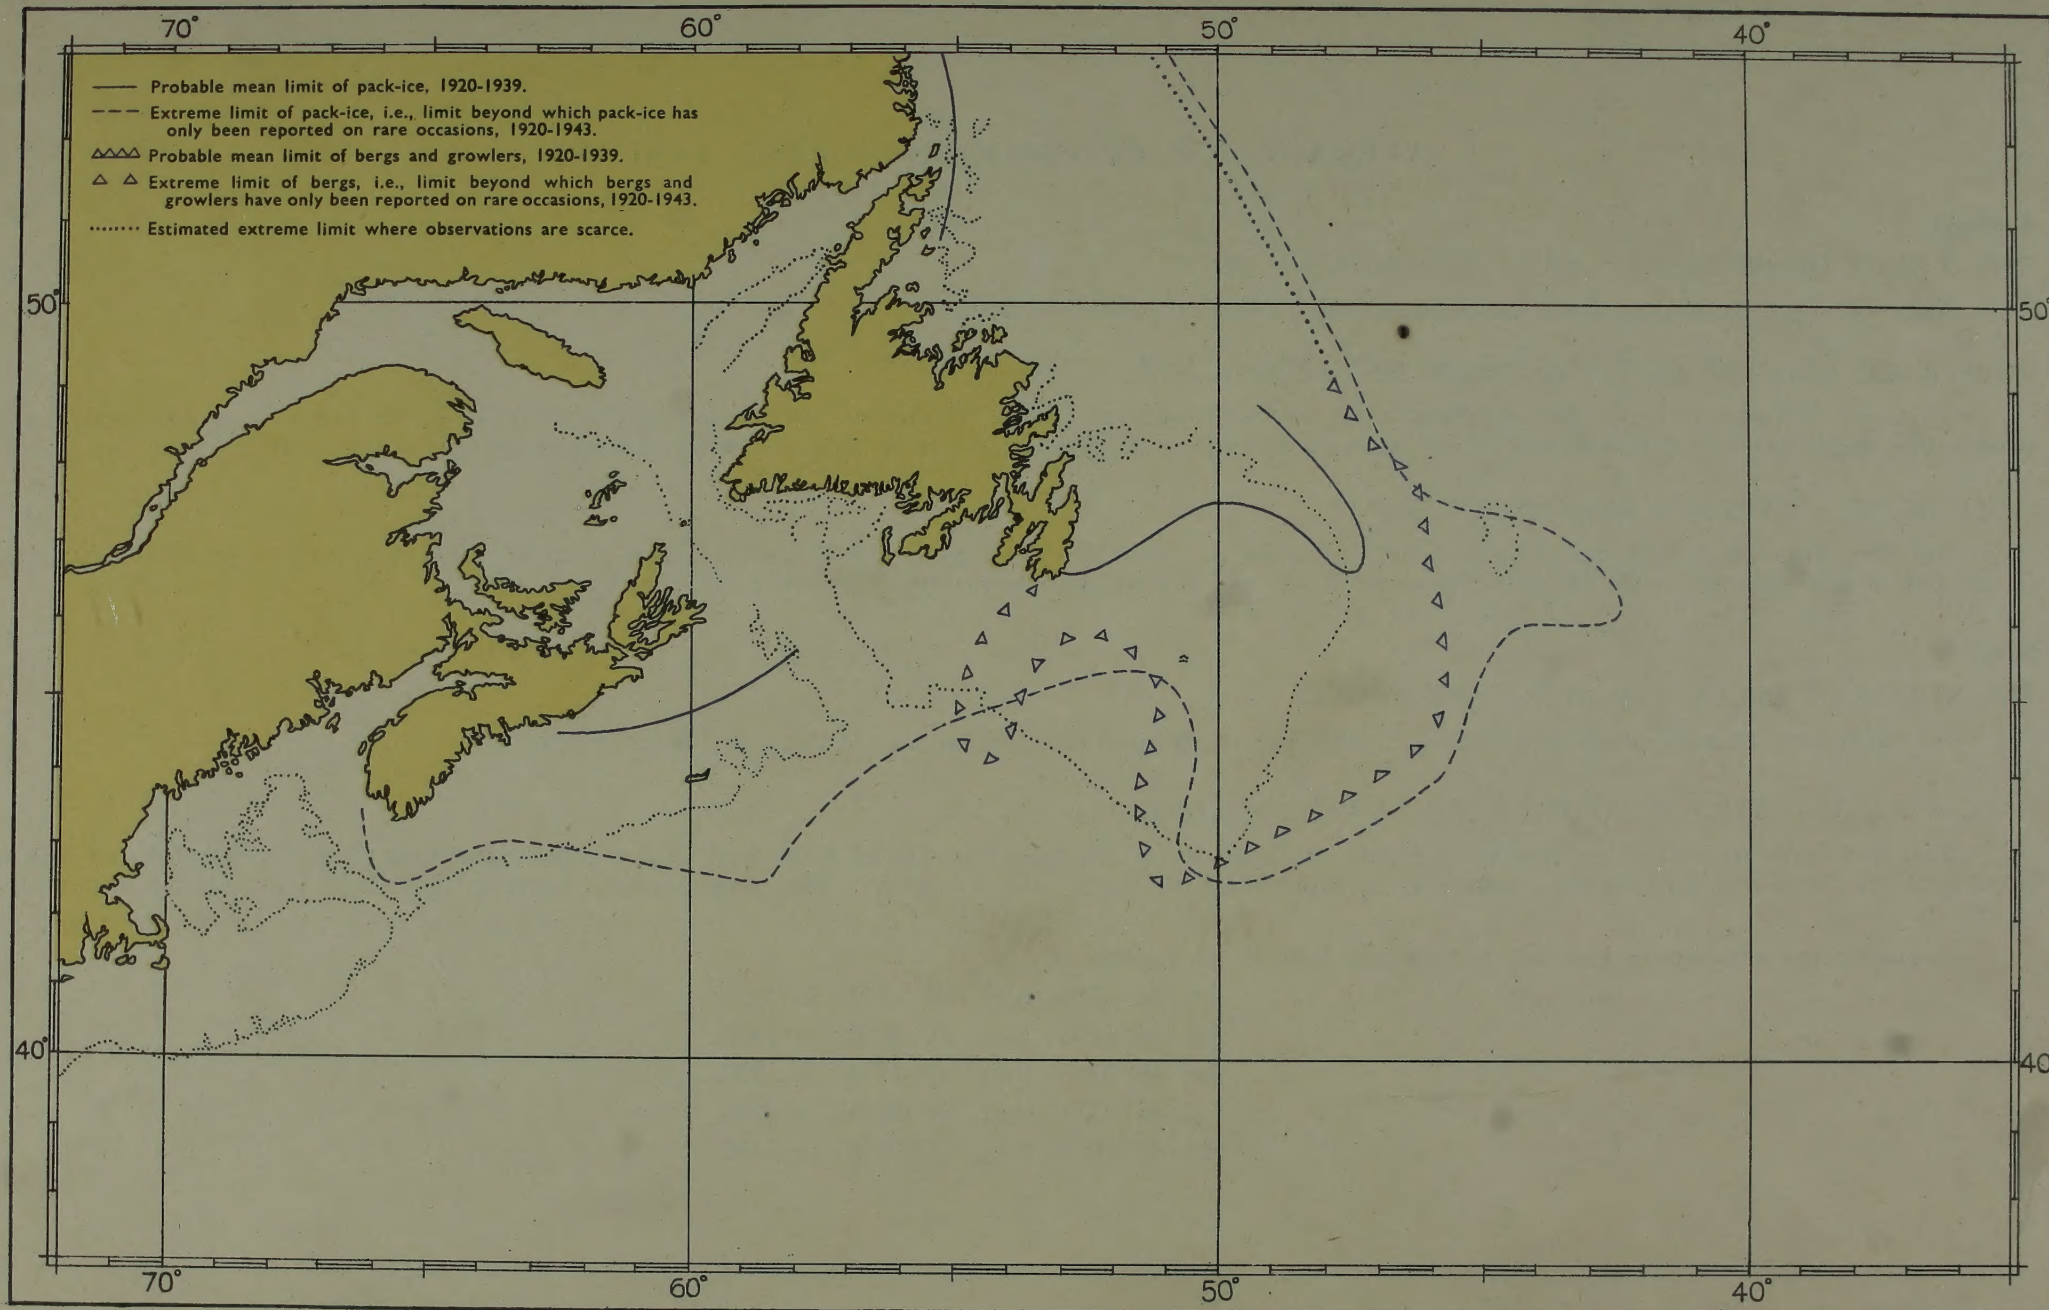 70° 60° 50° 40°
Probable mean limit of pack-ice, 1920-1939.
Extreme limit of pack-ice, i.e., limit beyond which pack-ice has
only been reported on rare occasions, 1920-1943.
Probable mean limit of bergs and growlers, 1920-1939.
Extreme limit of bergs, i.e., limit beyond which bergs and
growlers have only been reported on rare occasions, 1920-1943.
Estimated extreme limit where observations are scarce.
50° 50°
40° 40
70° 60° 50° 40°